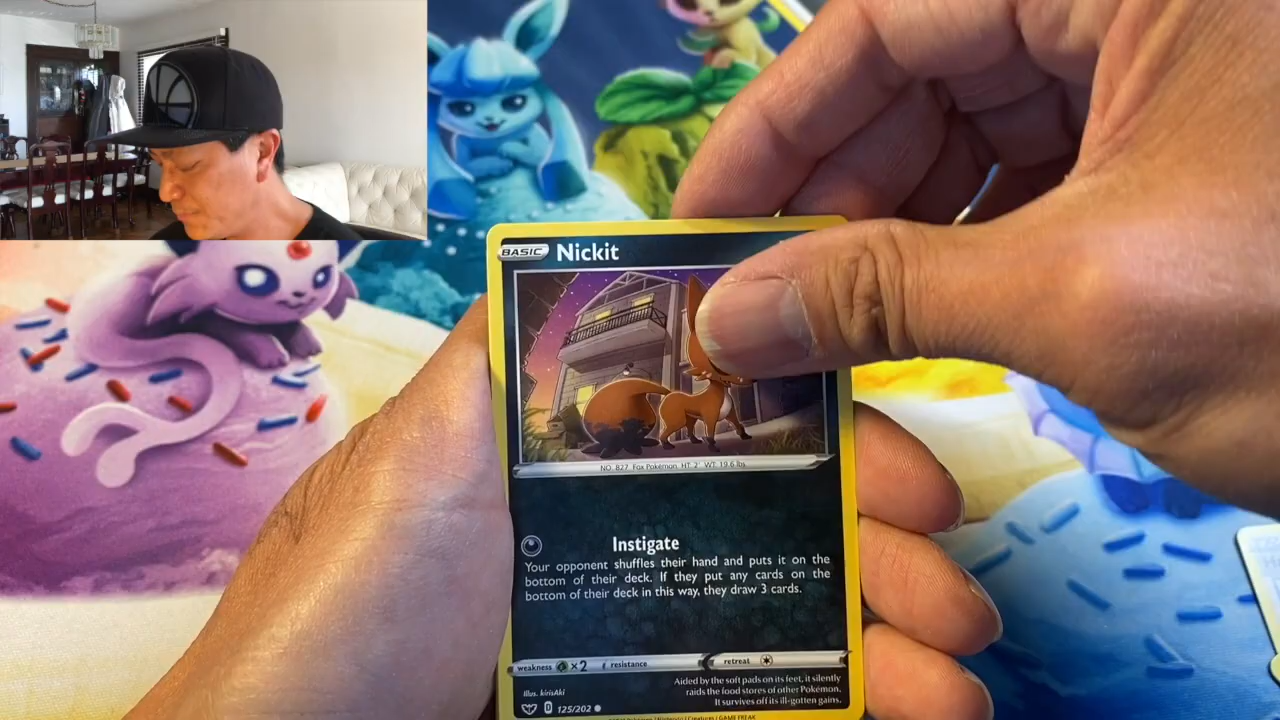 BASIC Nickit
NO. 827 Fox Pokémon HT: 2' WT: 19.6 lbs
Instigate
Your opponent shuffles their hand and puts it on the
bottom of their deck. If they put any cards on the
bottom of their deck in this way, they draw 3 cards.
weakness ×2 resistance retreat
Aided by the soft pads on its feet, it silently
raids the food stores of other Pokémon.
It survives off its ill-gotten gains.
Illus. kirisAki
125/202